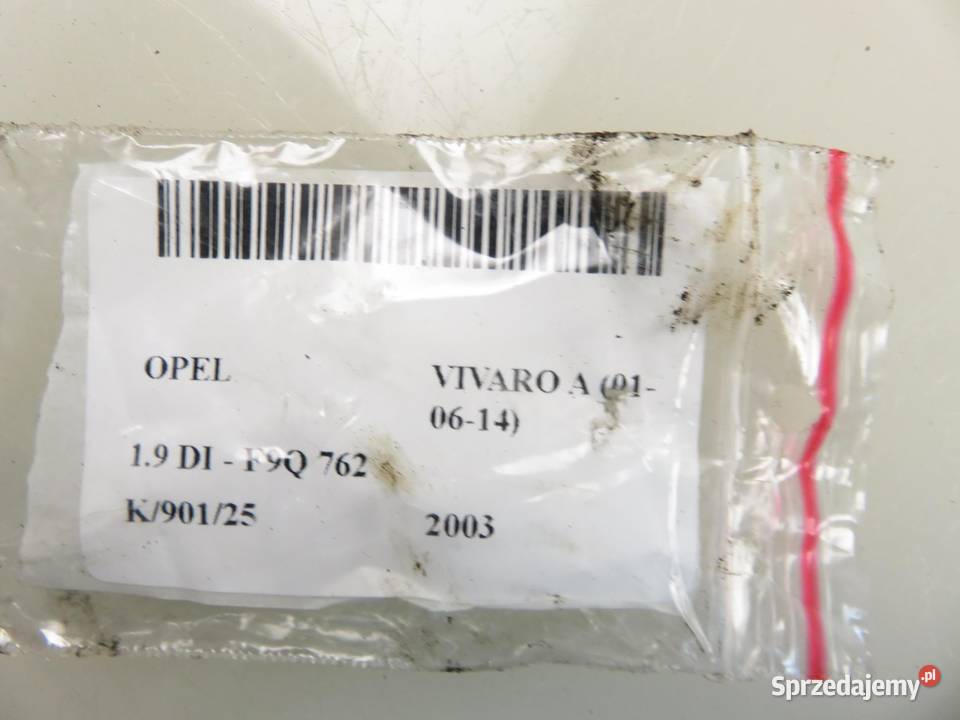 OPEL
VIVARO A (01-
06-14)
1.9 DI - F9Q 762
K/901/25
2003
Sprzedajemy.pl